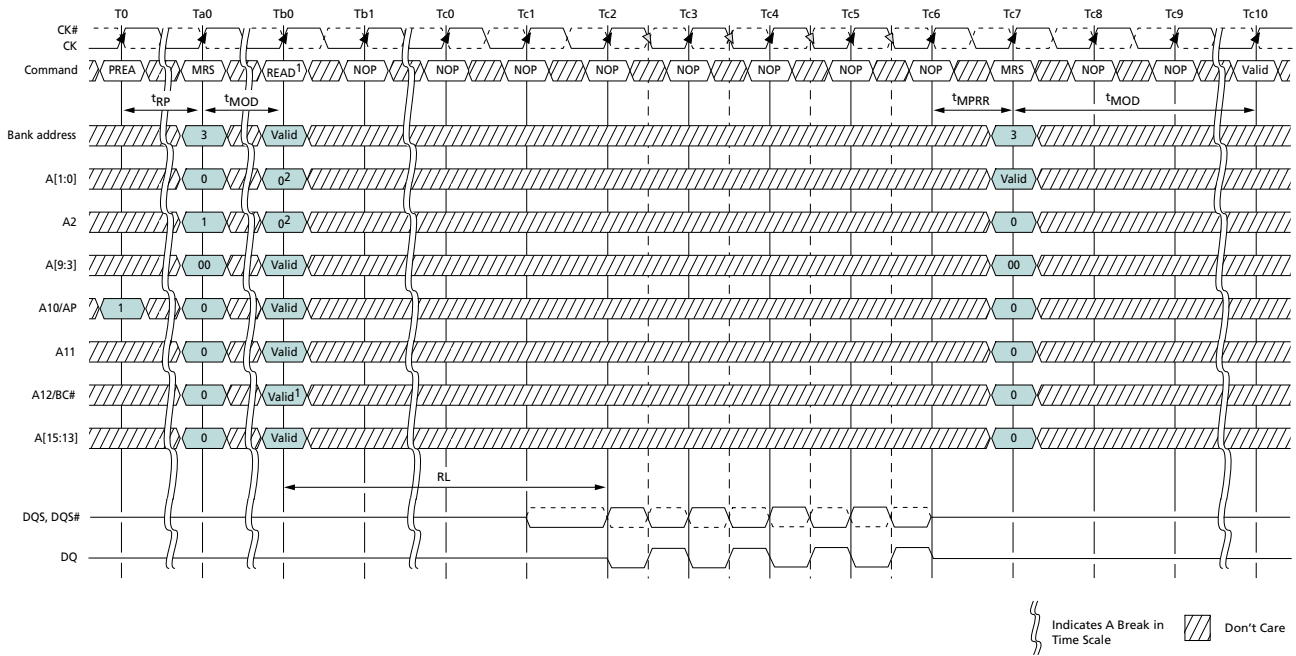 T0 Ta0 Tb0 Tb1 Tc0 Tc1 Tc2 Tc3 Tc4 Tc5 Tc6 Tc7 Tc8 Tc9 Tc10
CK#
CK
Command PREA MRS READ1 NOP NOP NOP NOP NOP NOP NOP NOP MRS NOP NOP Valid
tRP tMOD tMPRR tMOD
Bank address 3 Valid 3
A[1:0] 0 02 Valid
A2 1 02 0
A[9:3] 00 Valid 00
A10/AP 1 0 Valid 0
A11 0 Valid 0
A12/BC# 0 Valid1 0
A[15:13] 0 Valid 0
RL
DQS, DQS#
DQ
Indicates A Break in
Time Scale
Don't Care